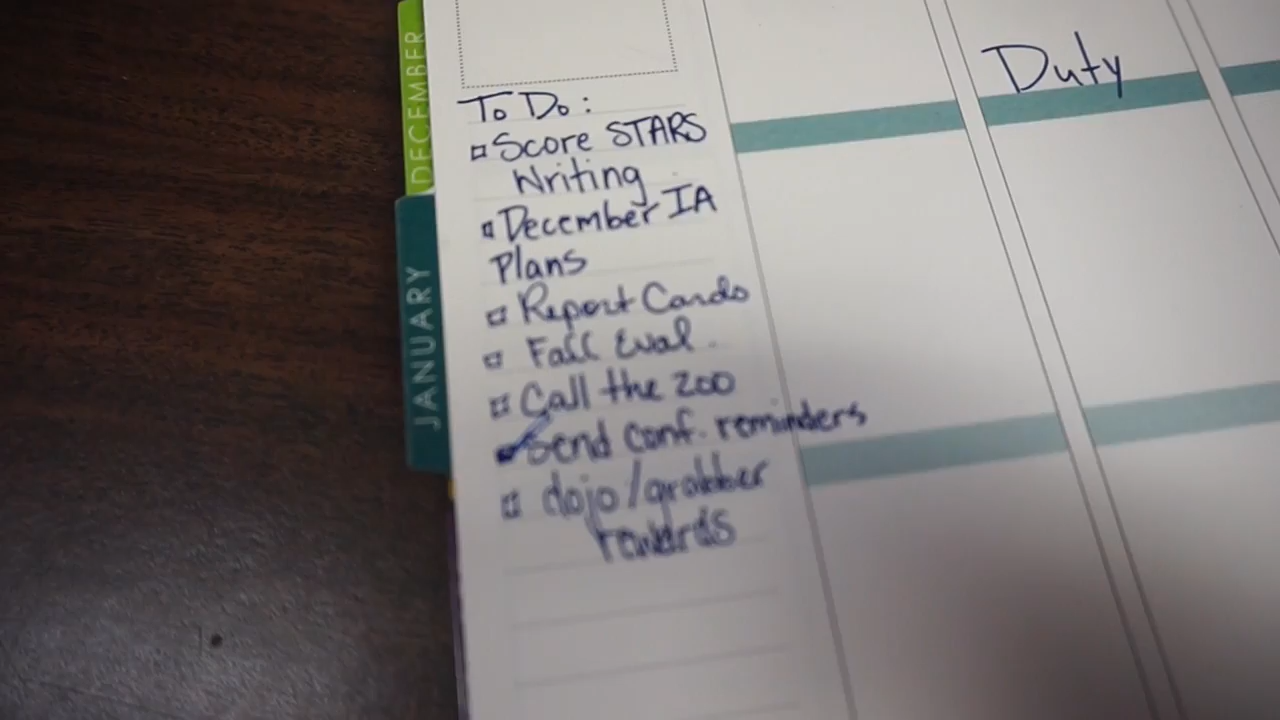 DECEMBER
JANUARY
Duty
To Do:
Score STARS
Writing
December IA
Plans
Report Cards
Fall Eval.
Call the zoo
Send conf. reminders
dojo/grabber
rewards